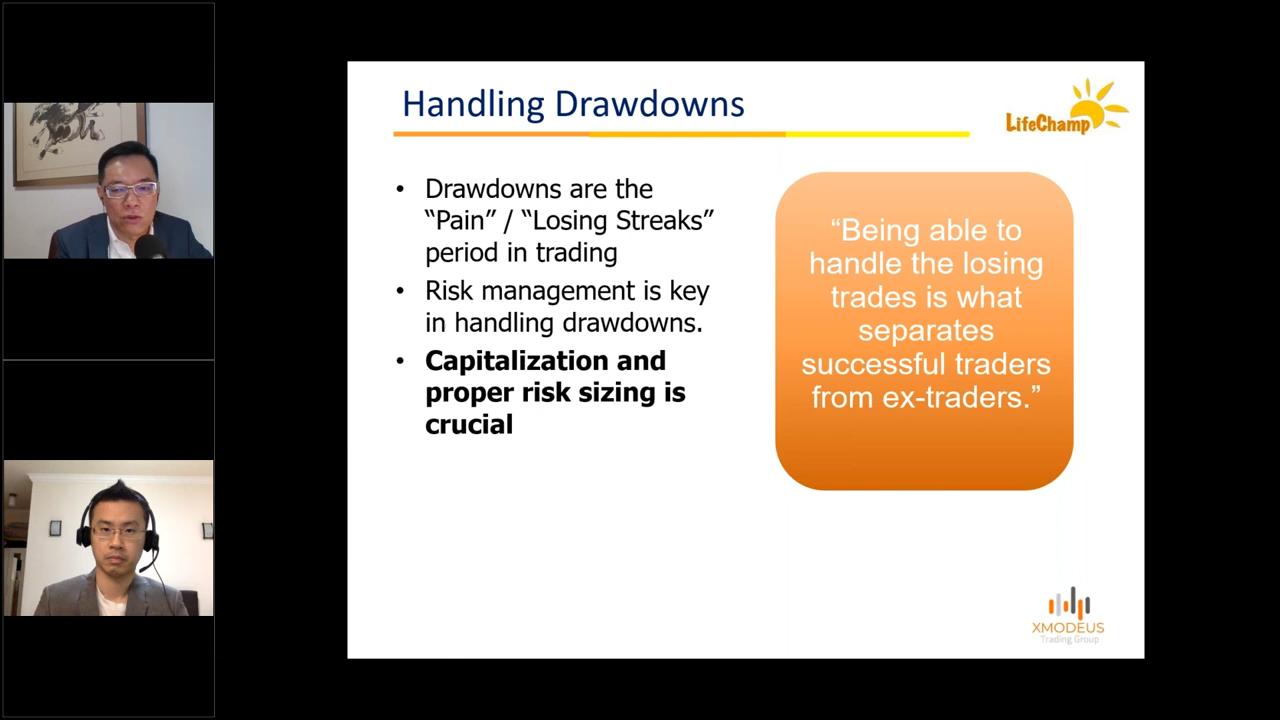 Handling Drawdowns
LifeChamp
• Drawdowns are the
“Pain” / “Losing Streaks”
period in trading
• Risk management is key
in handling drawdowns.
• Capitalization and
proper risk sizing is
crucial
“Being able to
handle the losing
trades is what
separates
successful traders
from ex-traders.”
XMODEUS
Trading Group